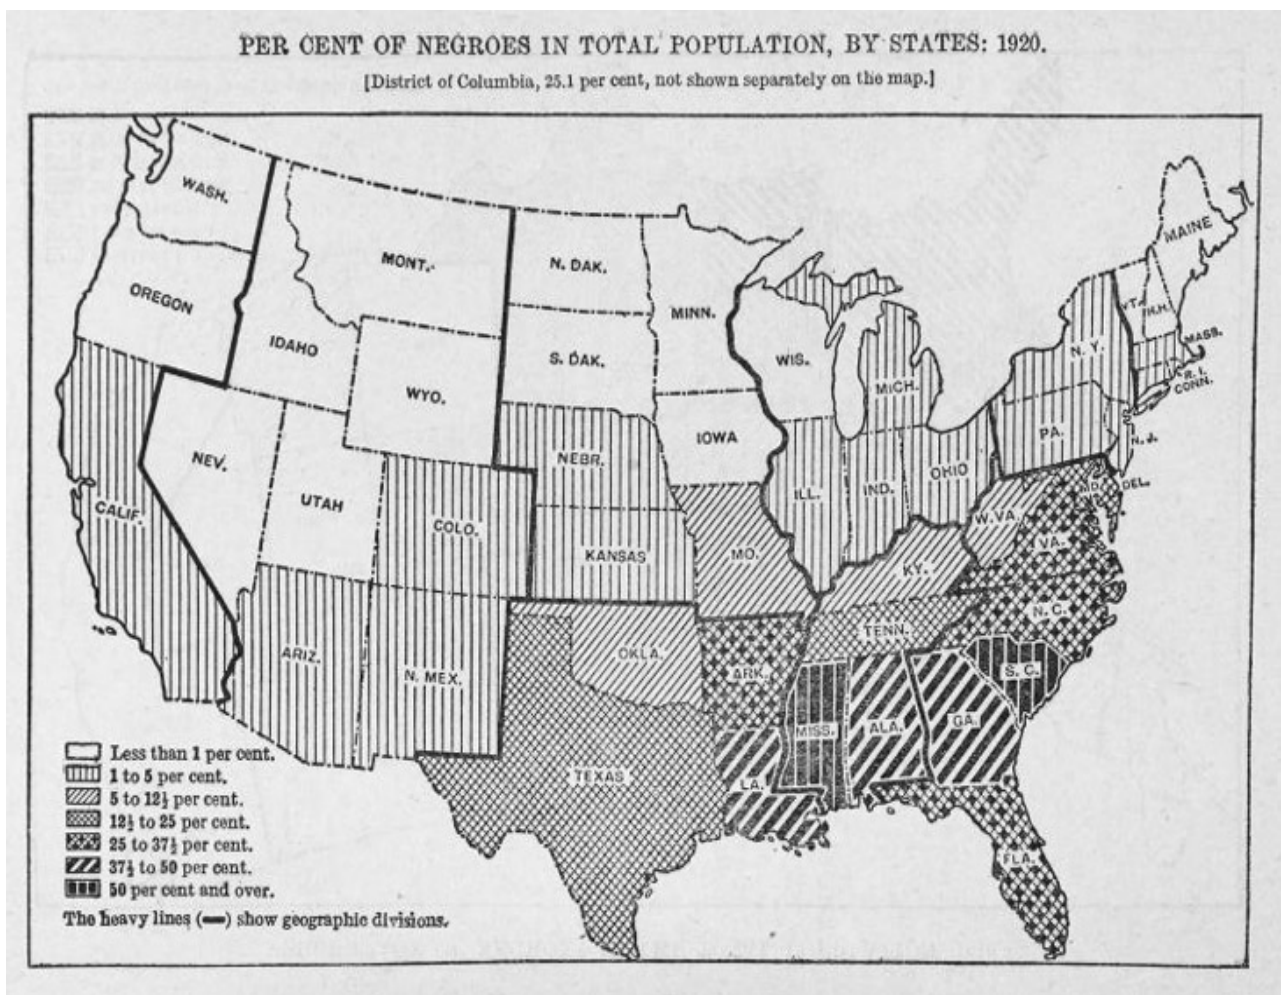 PER CENT OF NEGROES IN TOTAL POPULATION, BY STATES: 1920.
[District of Columbia, 25.1 per cent, not shown separately on the map.]
WASH.
MAINE
MONT.
N. DAK.
OREGON
MINN.
VT.
N.H.
IDAHO
S. DAK.
WIS.
N. Y.
MASS.
WYO.
MICH.
R. I.
CONN.
NEV.
NEBR.
IOWA
PA.
N. J.
UTAH
COLO.
ILL.
IND.
OHIO
MD.
DEL.
CALIF.
KANSAS
MO.
W. VA.
VA.
KY.
ARIZ.
N. MEX.
OKLA.
ARK.
TENN.
N. C.
S. C.
MISS.
ALA.
GA.
TEXAS
LA.
FLA.
Less than 1 per cent.
1 to 5 per cent.
5 to 12½ per cent.
12½ to 25 per cent.
25 to 37½ per cent.
37½ to 50 per cent.
50 per cent and over.
The heavy lines (▬) show geographic divisions.